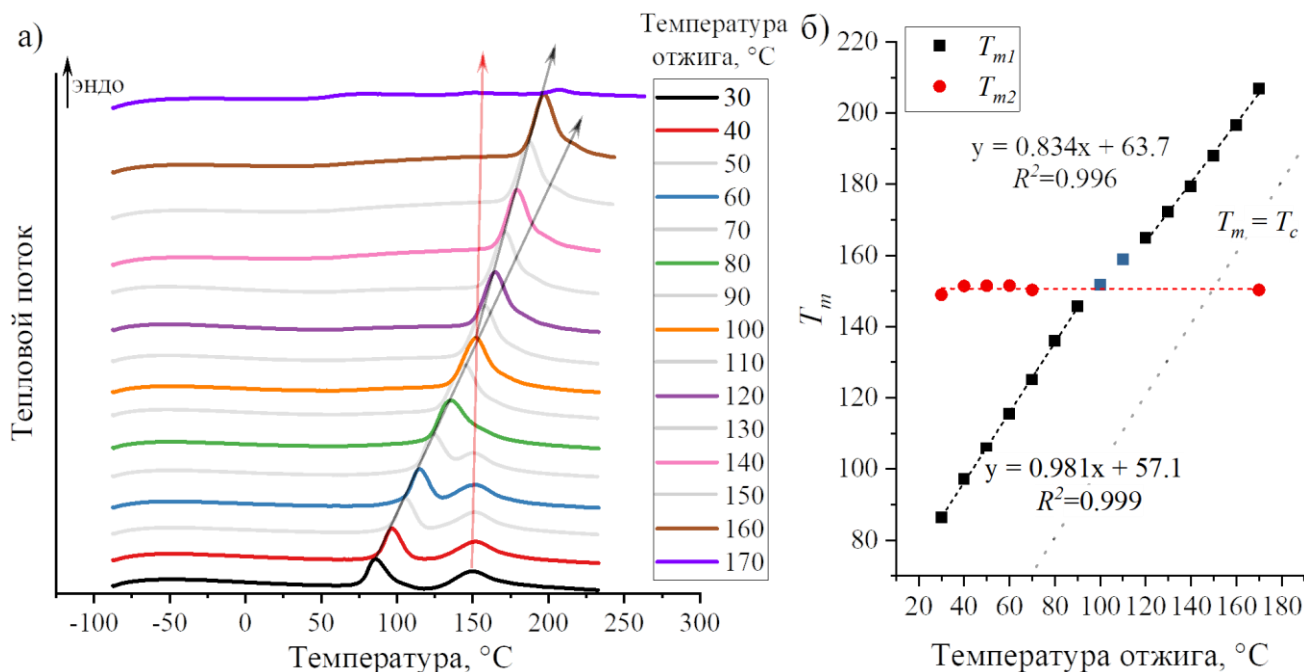 а)
эндо
Тепловой поток
-100 -50 0 50 100 150 200 250 300
Температура, °C
Температура
отжига, °C
30
40
50
60
70
80
90
100
110
120
130
140
150
160
170
б)
T_m1
T_m2
y = 0.834x + 63.7
R²=0.996
T_m = T_c
y = 0.981x + 57.1
R²=0.999
T_m
220
200
180
160
140
120
100
80
20 40 60 80 100 120 140 160 180
Температура отжига, °C